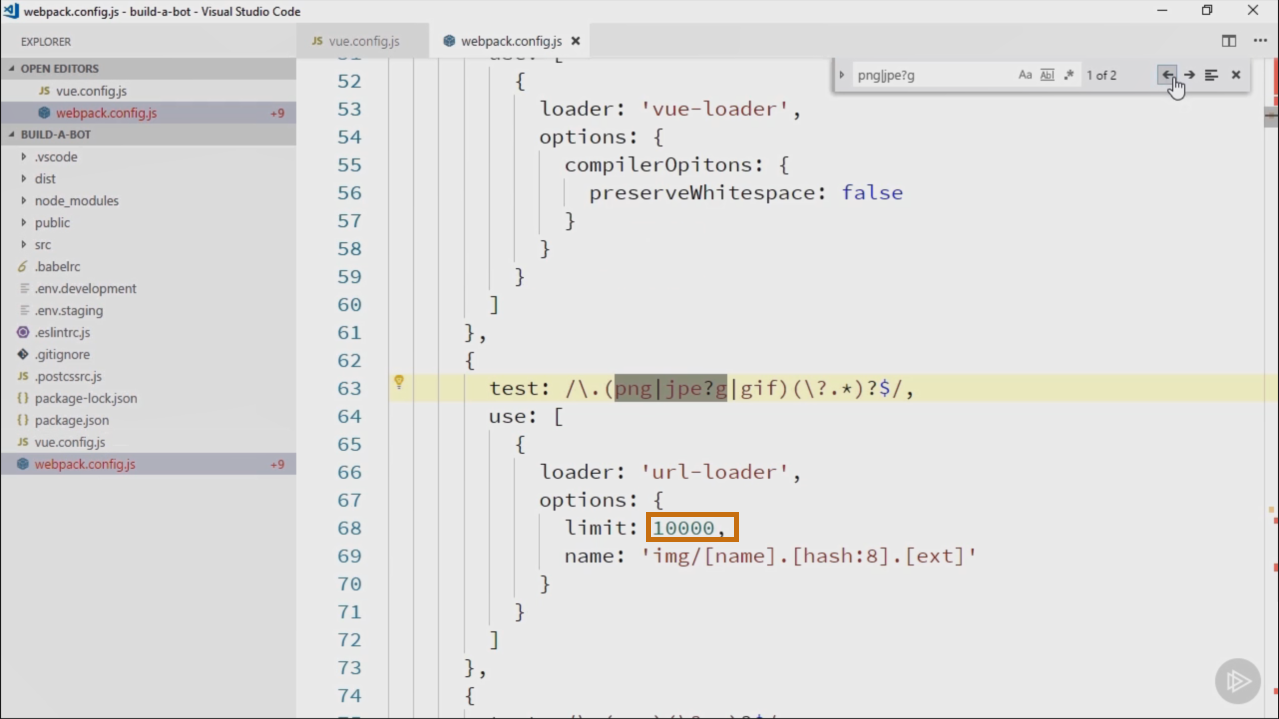 webpack.config.js - build-a-bot - Visual Studio Code
EXPLORER
OPEN EDITORS
vue.config.js
webpack.config.js +9
BUILD-A-BOT
.vscode
dist
node_modules
public
src
.babelrc
.env.development
.env.staging
.eslintrc.js
.gitignore
JS .postcssrc.js
{} package-lock.json
{} package.json
JS vue.config.js
webpack.config.js +9
JS vue.config.js
webpack.config.js
png|jpe?g Aa Abl .* 1 of 2
52 {
53 loader: 'vue-loader',
54 options: {
55 compilerOpitons: {
56 preserveWhitespace: false
57 }
58 }
59 }
60 ]
61 },
62 {
63 test: /\.(png|jpe?g|gif)(\?.*)?$/,
64 use: [
65 {
66 loader: 'url-loader',
67 options: {
68 limit: 10000,
69 name: 'img/[name].[hash:8].[ext]'
70 }
71 }
72 ]
73 },
74 {